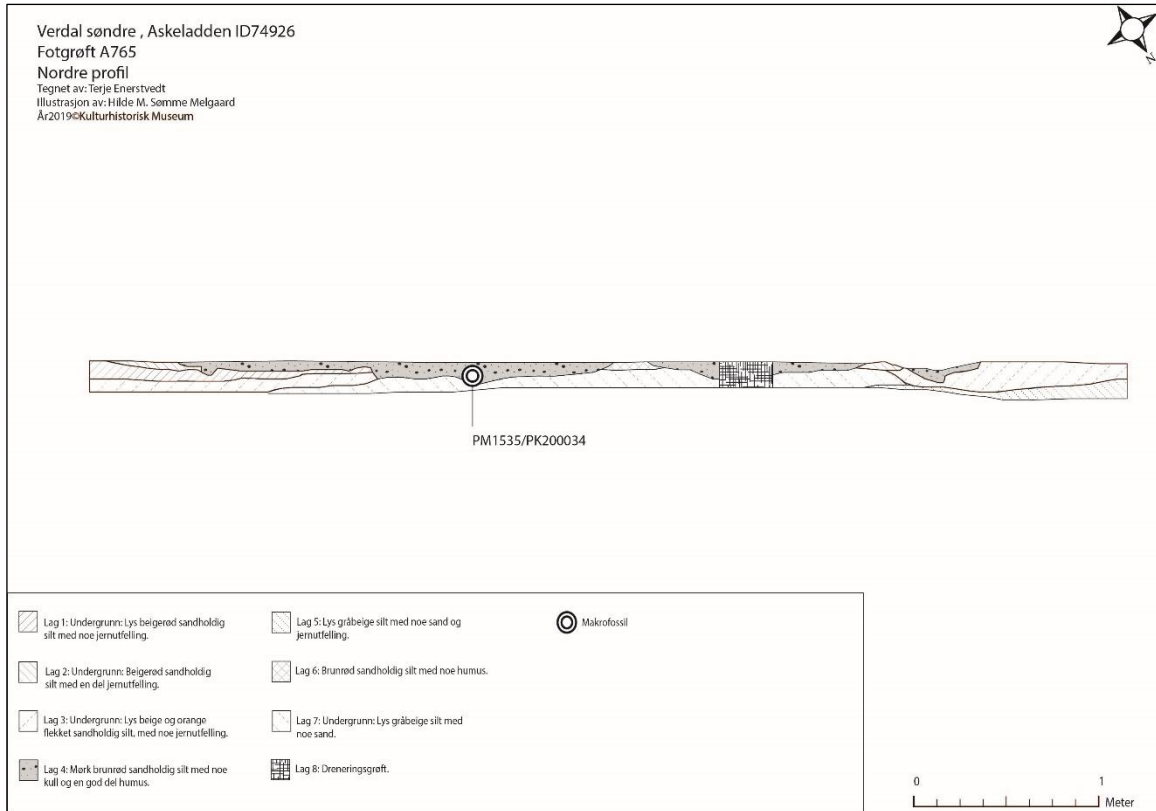 Verdal søndre , Askeladden ID74926
Fotgrøft A765
Nordre profil
Tegnet av: Terje Enerstvedt
Illustrasjon av: Hilde M. Sømme Melgaard
År2019©Kulturhistorisk Museum
N
PM1535/PK200034
Lag 1: Undergrunn: Lys beigerød sandholdig
silt med noe jernutfelling.
Lag 2: Undergrunn: Beigerød sandholdig
silt med en del jernutfelling.
Lag 3: Undergrunn: Lys beige og orange
flekket sandholdig silt, med noe jernutfelling.
Lag 4: Mørk brunrød sandholdig silt med noe
kull og en god del humus.
Lag 5: Lys gråbeige silt med noe sand og
jernutfelling.
Lag 6: Brunrød sandholdig silt med noe humus.
Lag 7: Undergrunn: Lys gråbeige silt med
noe sand.
Lag 8: Dreneringsgrøft.
Makrofossil
0 1
Meter